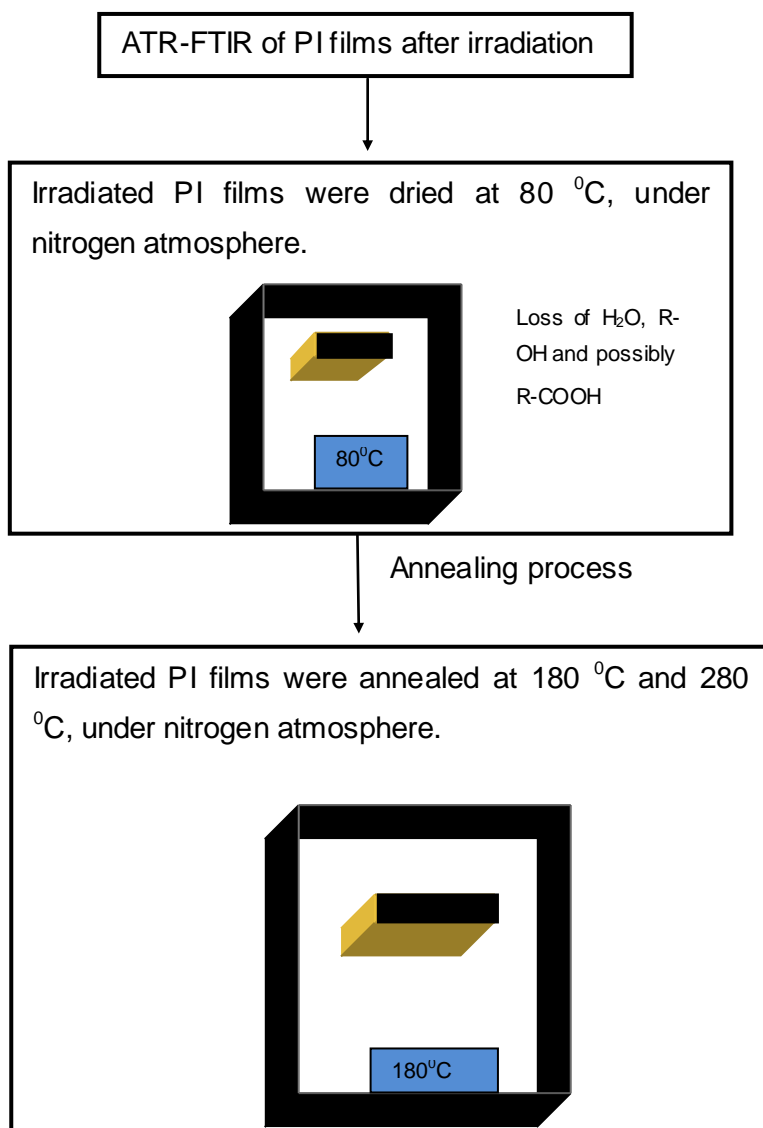 ATR-FTIR of PI films after irradiation
Irradiated PI films were dried at 80 ⁰C, under
nitrogen atmosphere.
Loss of H₂O, R-
OH and possibly
R-COOH
80⁰C
Annealing process
Irradiated PI films were annealed at 180 ⁰C and 280
⁰C, under nitrogen atmosphere.
180⁰C